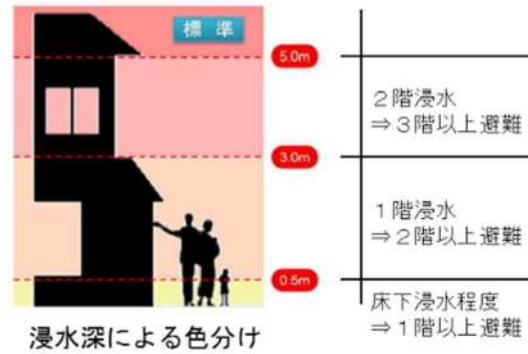 標 準
5.0m
2階浸水
⇒3階以上避難
3.0m
1階浸水
⇒2階以上避難
0.5m
床下浸水程度
⇒1階以上避難
浸水深による色分け